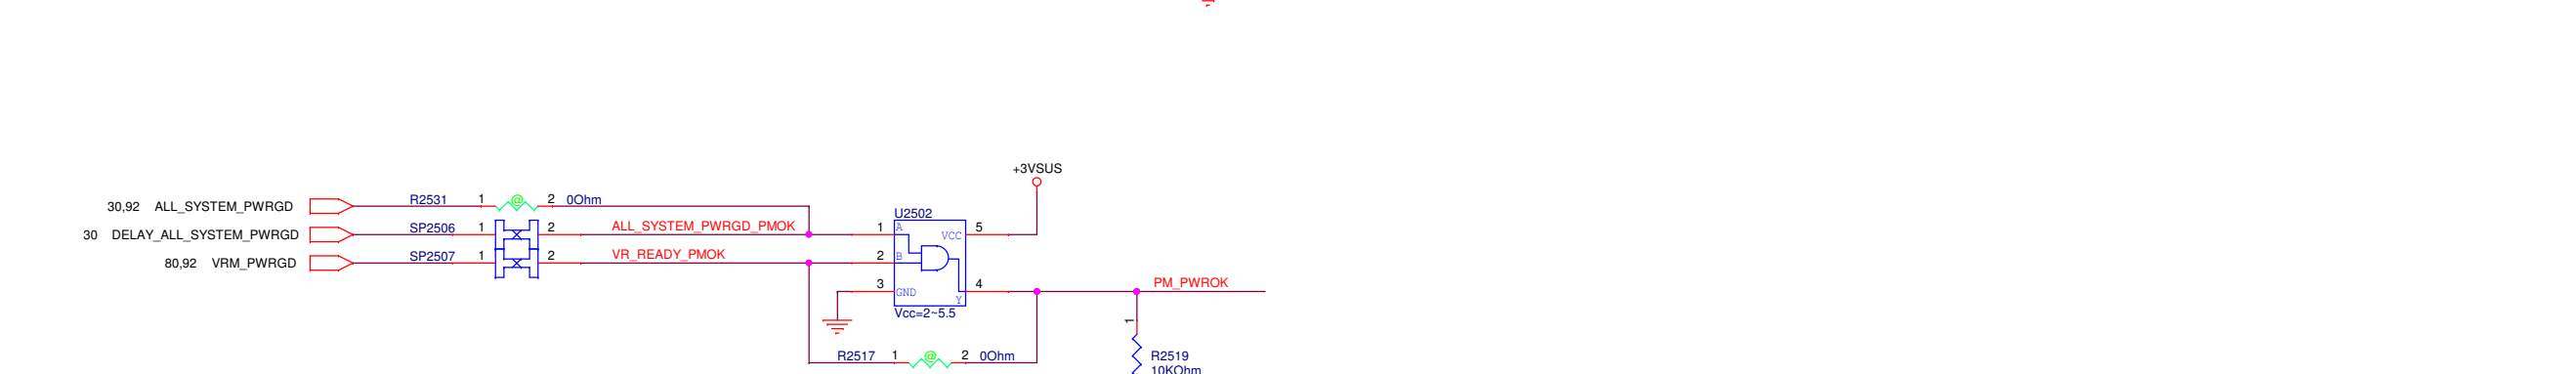 +3VSUS
30,92 ALL_SYSTEM_PWRGD R2531 1 @ 2 0Ohm
U2502
30 DELAY_ALL_SYSTEM_PWRGD SP2506 1 2 ALL_SYSTEM_PWRGD_PMOK 1 A VCC 5
80,92 VRM_PWRGD SP2507 1 2 VR_READY_PMOK 2 B
3 GND Y 4 PM_PWROK
Vcc=2~5.5
1
R2517 1 @ 2 0Ohm R2519
10KOhm